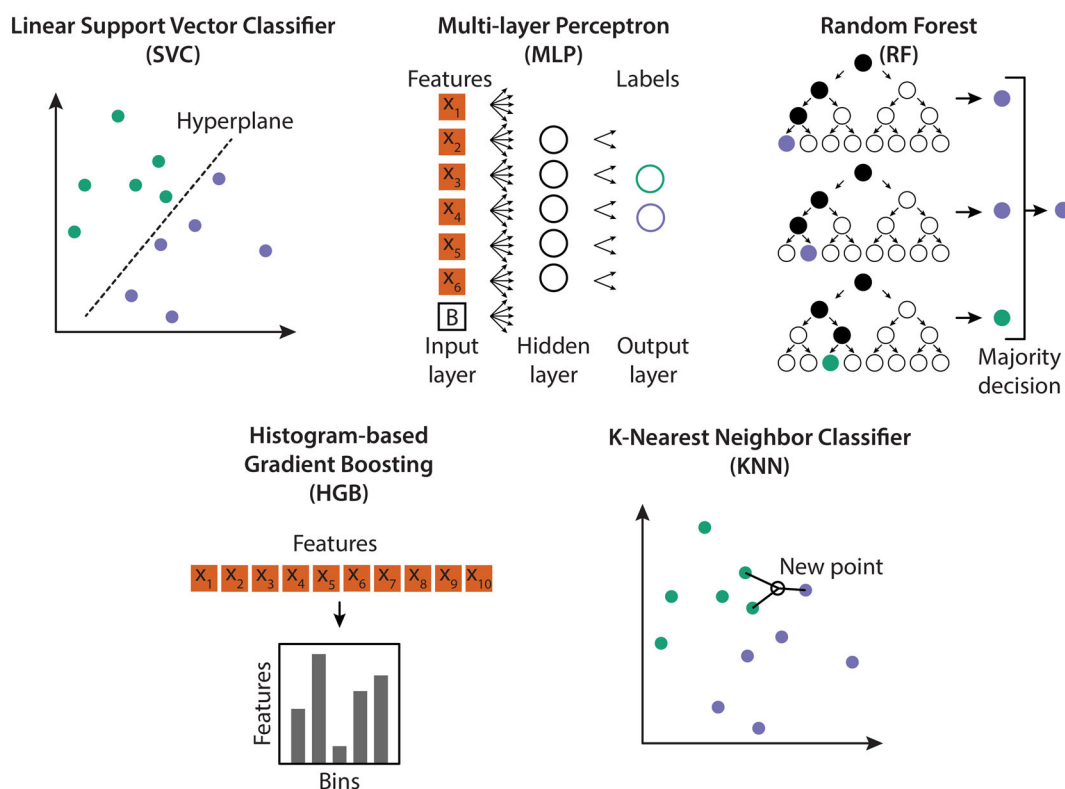 Linear Support Vector Classifier
(SVC)
Hyperplane
Multi-layer Perceptron
(MLP)
Features
Labels
X1
X2
X3
X4
X5
X6
B
Input
layer
Hidden
layer
Output
layer
Random Forest
(RF)
Majority
decision
Histogram-based
Gradient Boosting
(HGB)
Features
X1 X2 X3 X4 X5 X6 X7 X8 X9 X10
Features
Bins
K-Nearest Neighbor Classifier
(KNN)
New point